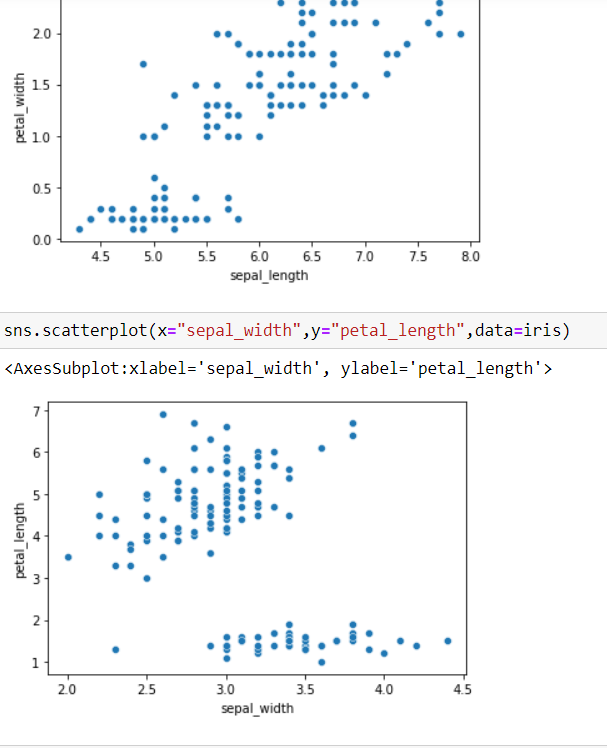 2.0
1.5
1.0
0.5
0.0
petal_width
4.5 5.0 5.5 6.0 6.5 7.0 7.5 8.0
sepal_length
sns.scatterplot(x="sepal_width",y="petal_length",data=iris)
<AxesSubplot:xlabel='sepal_width', ylabel='petal_length'>
7
6
5
4
3
2
1
petal_length
2.0 2.5 3.0 3.5 4.0 4.5
sepal_width